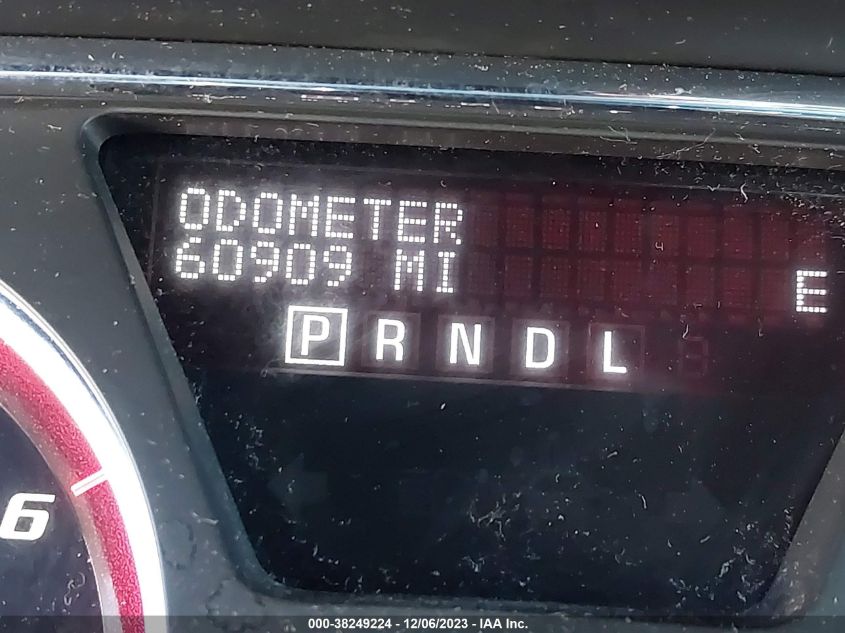 ODOMETER
60909 MI
E
P R N D L
6
000-38249224 - 12/06/2023 - IAA Inc.